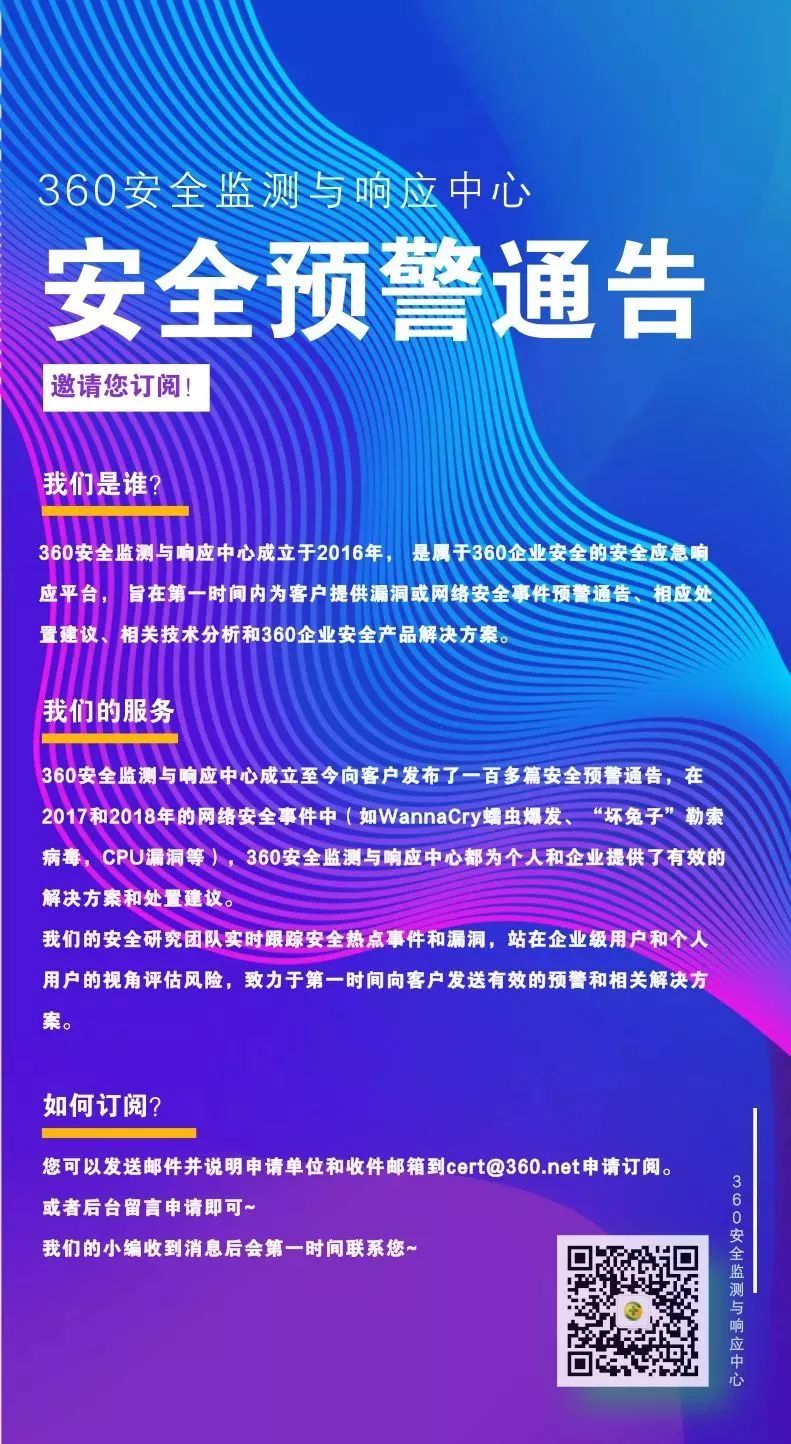 360安全监测与响应中心
安全预警通告
邀请您订阅!
我们是谁?
360安全监测与响应中心成立于2016年, 是属于360企业安全的安全应急响
应平台, 旨在第一时间内为客户提供漏洞或网络安全事件预警通告、相应处
置建议、相关技术分析和360企业安全产品解决方案。
我们的服务
360安全监测与响应中心成立至今向客户发布了一百多篇安全预警通告,在
2017和2018年的网络安全事件中(如WannaCry蠕虫爆发、“坏兔子”勒索
病毒,CPU漏洞等),360安全监测与响应中心都为个人和企业提供了有效的
解决方案和处置建议。
我们的安全研究团队实时跟踪安全热点事件和漏洞,站在企业级用户和个人
用户的视角评估风险,致力于第一时间向客户发送有效的预警和相关解决方
案。
如何订阅?
您可以发送邮件并说明申请单位和收件邮箱到cert@360.net申请订阅。
或者后台留言申请即可~
我们的小编收到消息后会第一时间联系您~
360安全监测与响应中心